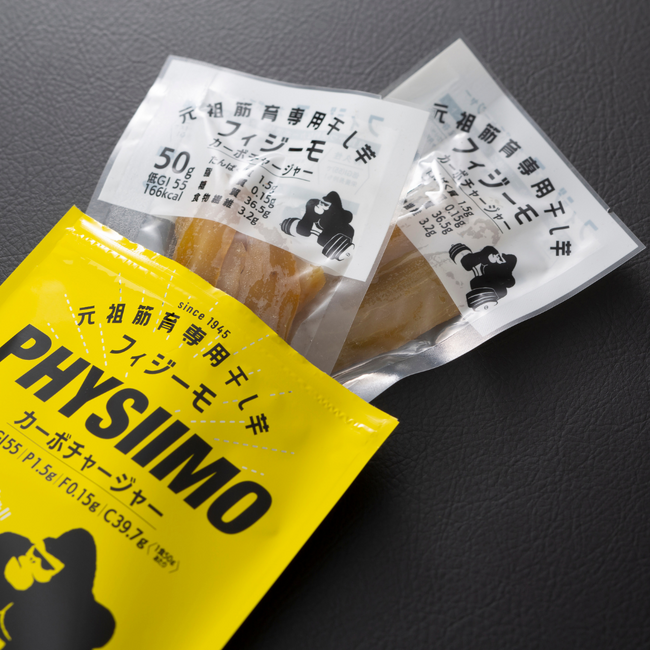 元祖筋育専用干し芋
フィジーモ
カーボチャージャー
50g
低GI 55
166kcal
たんぱ
1.5g
0.15g
糖質
36.5g
食物繊維
3.2g
元祖筋育専用干し芋
フィジーモ
カーボチャージャー
1.5g
0.15g
36.5g
3.2g
since 1945
元祖筋育専用干し芋
フィジーモ
PHYSIIMO
カーボチャージャー
GI55|P1.5g|F0.15g|C39.7g